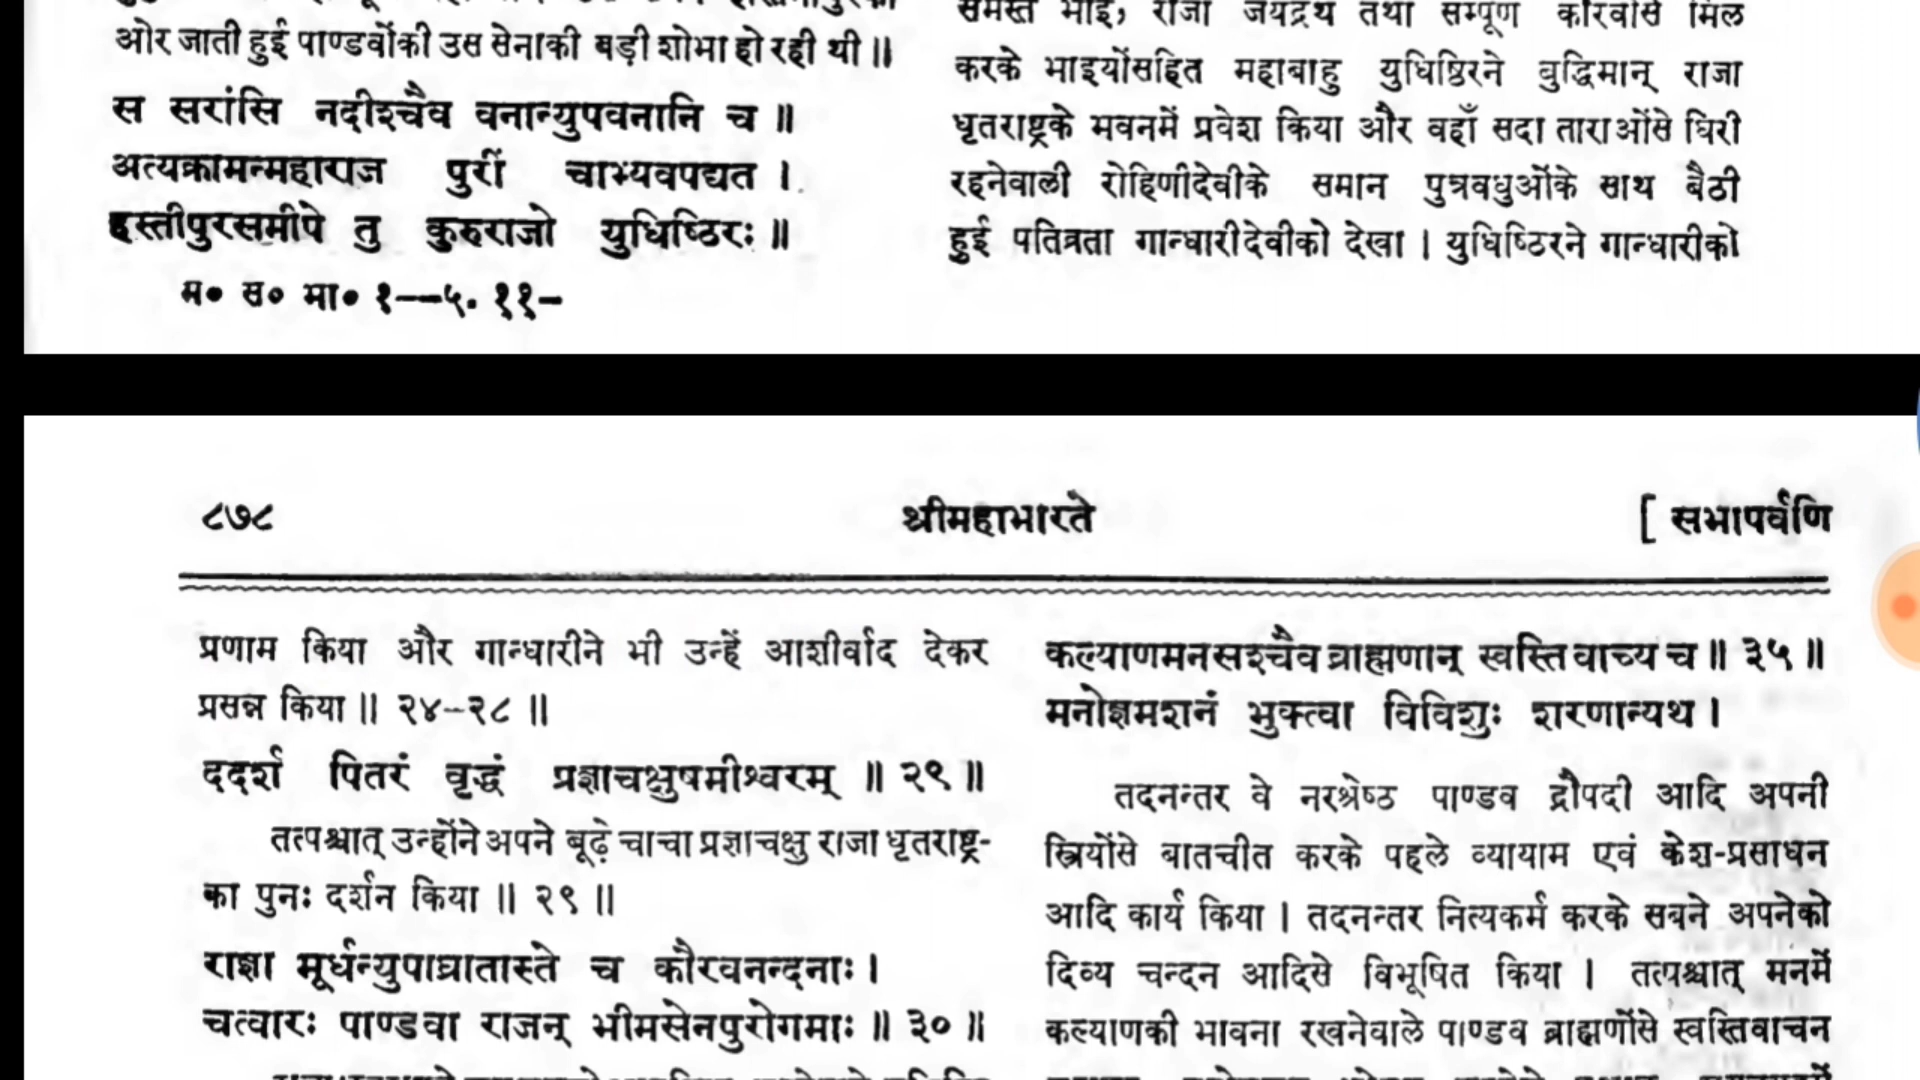 ओर जाती हुई पाण्डवोंकी उस सेनाकी बड़ी शोभा हो रही थी ॥
स सरांसि नदीश्चैव वनान्युपवनानि च ॥
अत्यक्रामन्महाराज पुरीं चाभ्यवपद्यत ।
हस्तीपुरसमीपे तु कुरुराजो युधिष्ठिरः ॥
म॰ स॰ भा॰ १—५. ११–
समस्त भाई, राजा जयद्रथ तथा सम्पूर्ण कौरवोंसे मिल
करके भाइयोंसहित महाबाहु युधिष्ठिरने बुद्धिमान् राजा
धृतराष्ट्रके भवनमें प्रवेश किया और वहाँ सदा ताराओंसे घिरी
रहनेवाली रोहिणीदेवीके समान पुत्रवधुओंके साथ बैठी
हुई पतिव्रता गान्धारीदेवीको देखा । युधिष्ठिरने गान्धारीको
८७८ श्रीमहाभारते [ सभापर्वणि
प्रणाम किया और गान्धारीने भी उन्हें आशीर्वाद देकर
प्रसन्न किया ॥ २४–२८ ॥
ददर्श पितरं वृद्धं प्रज्ञाचक्षुषमीश्वरम् ॥ २९ ॥
तत्पश्चात् उन्होंने अपने बूढ़े चाचा प्रज्ञाचक्षु राजा धृतराष्ट्र-
का पुनः दर्शन किया ॥ २९ ॥
राज्ञा मूर्धन्युपाघ्रातास्ते च कौरवनन्दनाः ।
चत्वारः पाण्डवा राजन् भीमसेनपुरोगमाः ॥ ३० ॥
कल्याणमनसश्चैव ब्राह्मणान् स्वस्ति वाच्य च ॥ ३५ ॥
मनोज्ञमशनं भुक्त्वा विविशुः शरणान्यथ ।
तदनन्तर वे नरश्रेष्ठ पाण्डव द्रौपदी आदि अपनी
स्त्रियोंसे बातचीत करके पहले व्यायाम एवं केश-प्रसाधन
आदि कार्य किया । तदनन्तर नित्यकर्म करके सबने अपनेको
दिव्य चन्दन आदिसे विभूषित किया । तत्पश्चात् मनमें
कल्याणकी भावना रखनेवाले पाण्डव ब्राह्मणोंसे स्वस्तिवाचन